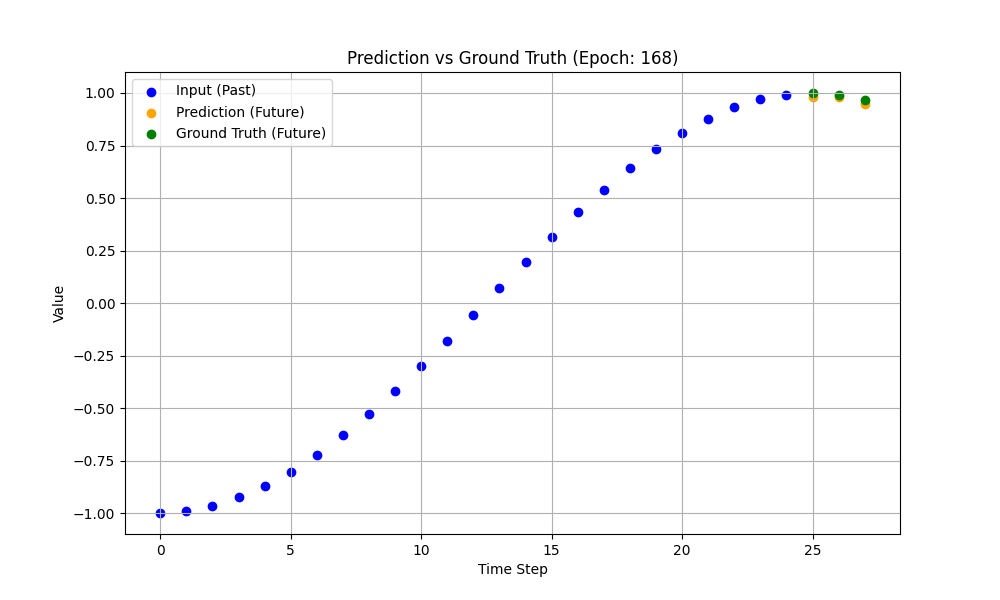 Prediction vs Ground Truth (Epoch: 168)
Input (Past)
Prediction (Future)
Ground Truth (Future)
1.00
0.75
0.50
0.25
0.00
−0.25
−0.50
−0.75
−1.00
Value
0 5 10 15 20 25
Time Step